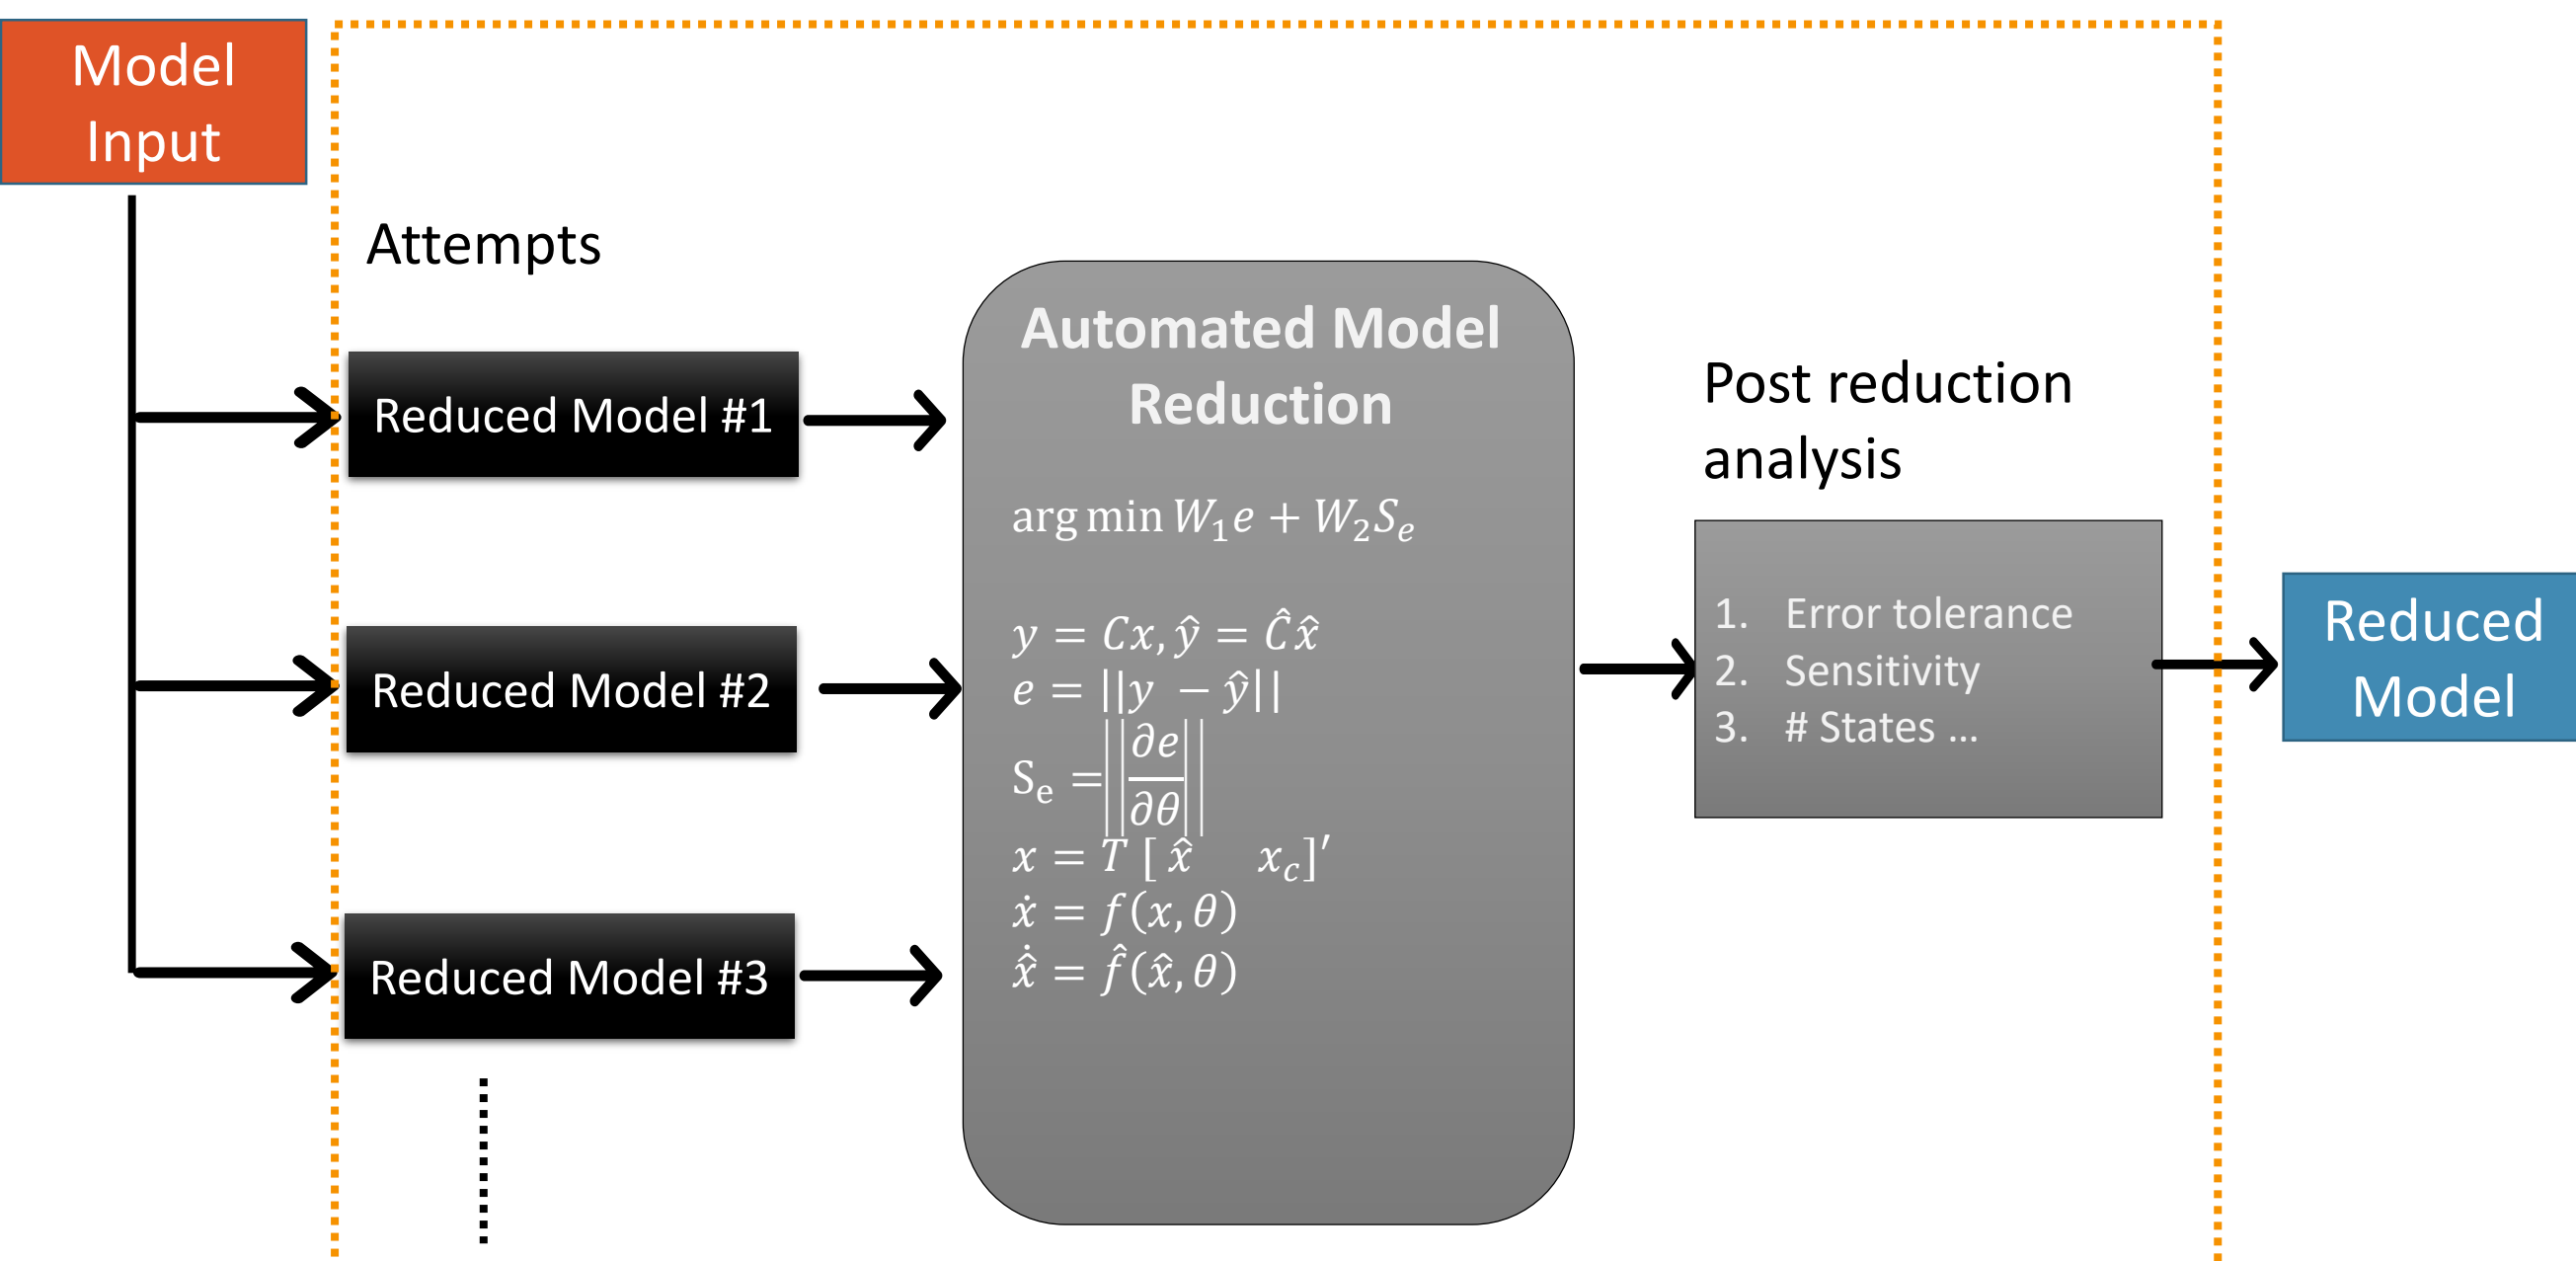 Model
Input
Attempts
Reduced Model #1
Reduced Model #2
Reduced Model #3
Automated Model
Reduction
arg min W₁e + W₂Sₑ
y = Cx, ŷ = Ĉx̂
e = ||y − ŷ||
Sₑ = ||∂e/∂θ||
x = T [ x̂ x_c]′
ẋ = f(x, θ)
x̂̇ = f̂(x̂, θ)
Post reduction
analysis
1. Error tolerance
2. Sensitivity
3. # States ...
Reduced
Model